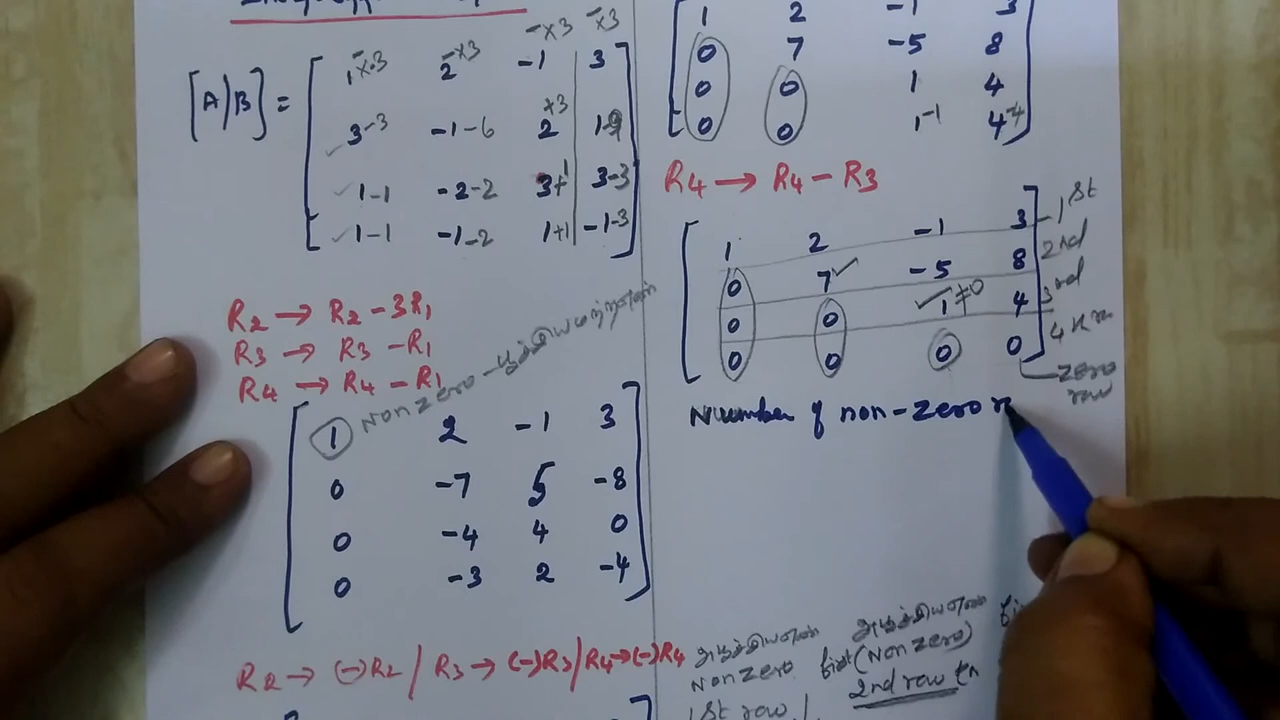 [A/B] =
1 2 -1 3
3-3 -1-6 2 1-9
1-1 -2-2 3+1 3-3
1-1 -1-2 1+1 -1-3
-×3 -×3 -×3 -×3
×3
R2 → R2 - 3R1
R3 → R3 - R1
R4 → R4 - R1
Non zero
1 2 -1 3
0 -7 5 -8
0 -4 4 0
0 -3 2 -4
R2 → (-)R2 / R3 → (-)R3 / R4 → (-)R4
1 2 -1 3
0 7 -5 8
0 0 1 4
0 0 1-1 4-4
R4 → R4 - R3
1 2 -1 3 - 1st
0 7 -5 8 2nd
0 0 1 ≠0 4 3rd
0 0 0 0 4
zero
row
Number of non-zero r
Non zero first (Non zero)
1st row 2nd row